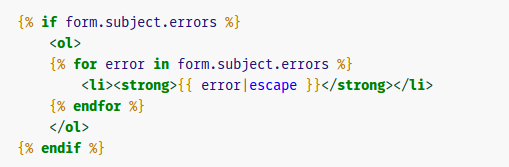 {% if form.subject.errors %}
    <ol>
    {% for error in form.subject.errors %}
        <li><strong>{{ error|escape }}</strong></li>
    {% endfor %}
    </ol>
{% endif %}